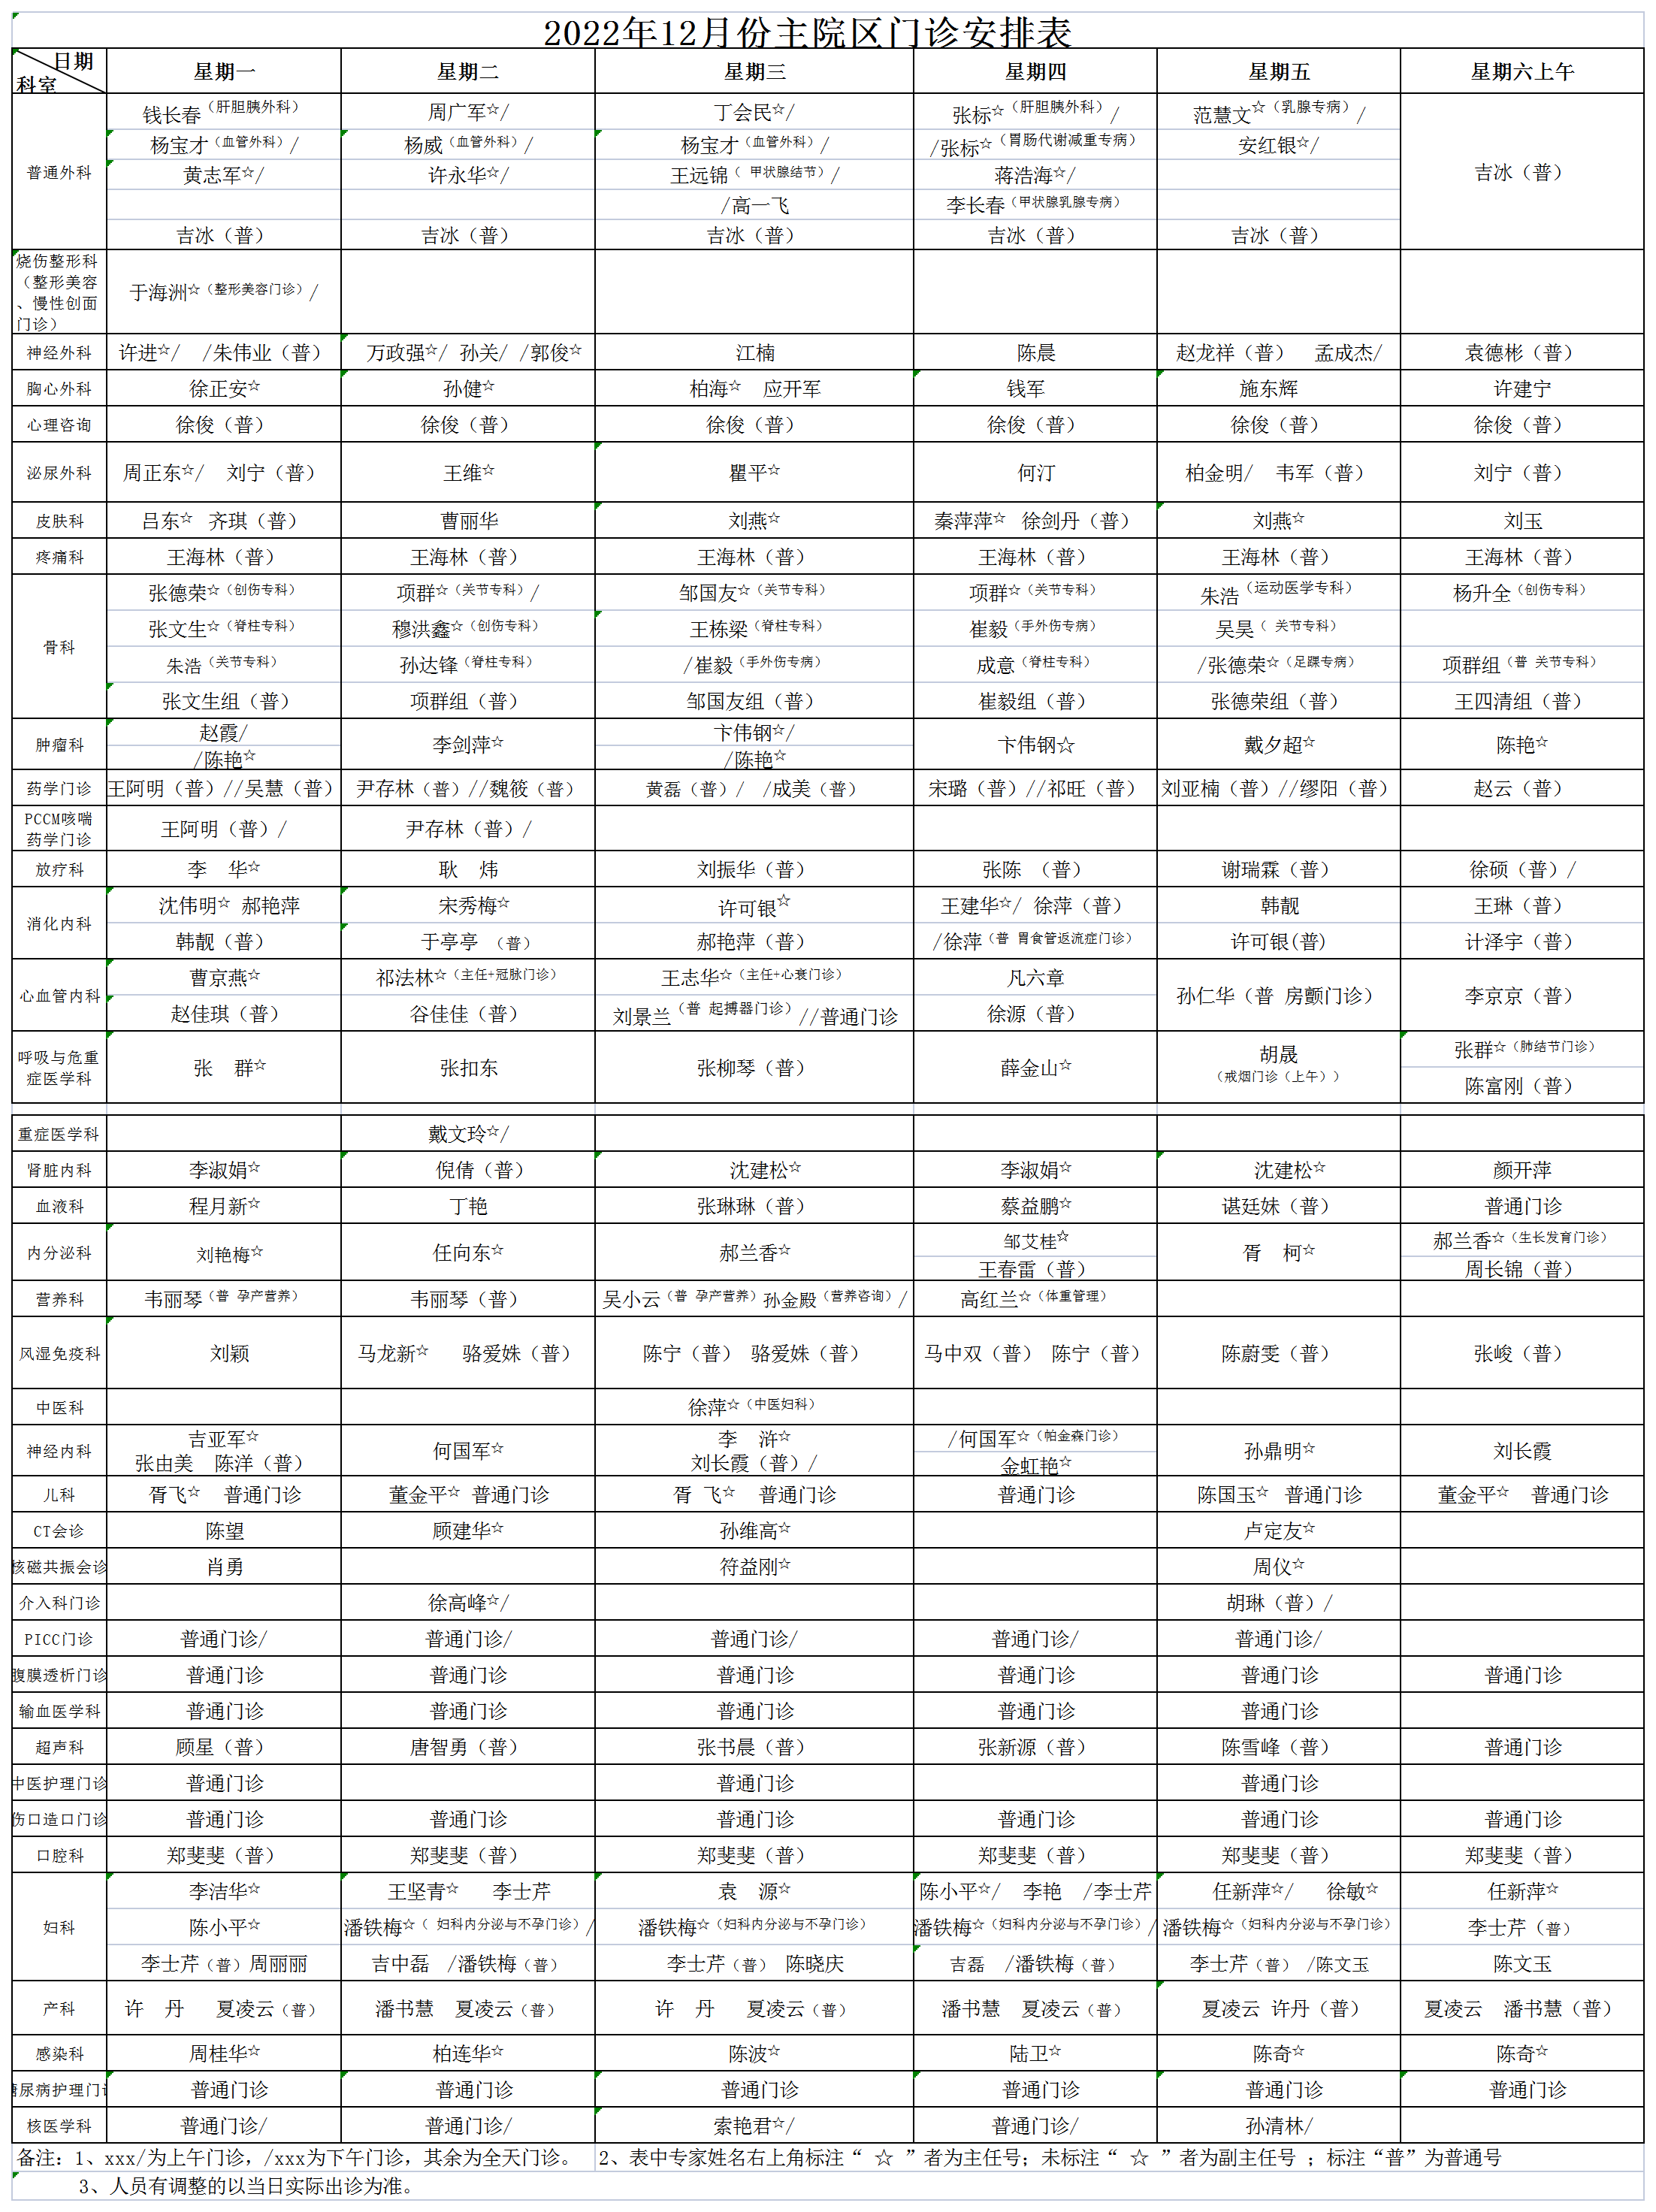 2022年12月份主院区门诊安排表
日期
科室 星期一 星期二 星期三 星期四 星期五 星期六上午
普通外科
钱长春（肝胆胰外科） 周广军☆/ 丁会民☆/ 张标☆（肝胆胰外科）/ 范慧文☆（乳腺专病）/
杨宝才（血管外科）/ 杨威（血管外科）/ 杨宝才（血管外科）/ /张标☆（胃肠代谢减重专病） 安红银☆/
黄志军☆/ 许永华☆/ 王远锦（ 甲状腺结节）/ 蒋浩海☆/ 吉冰（普）
/高一飞 李长春（甲状腺乳腺专病）
吉冰（普） 吉冰（普） 吉冰（普） 吉冰（普） 吉冰（普）
烧伤整形科
（整形美容
、慢性创面
门诊）
于海洲☆（整形美容门诊）/
神经外科 许进☆/ /朱伟业（普） 万政强☆/ 孙关/ /郭俊☆ 江楠 陈晨 赵龙祥（普） 孟成杰/ 袁德彬（普）
胸心外科 徐正安☆ 孙健☆ 柏海☆ 应开军 钱军 施东辉 许建宁
心理咨询 徐俊（普） 徐俊（普） 徐俊（普） 徐俊（普） 徐俊（普） 徐俊（普）
泌尿外科 周正东☆/ 刘宁（普） 王维☆ 瞿平☆ 何汀 柏金明/ 韦军（普） 刘宁（普）
皮肤科 吕东☆ 齐琪（普） 曹丽华 刘燕☆ 秦萍萍☆ 徐剑丹（普） 刘燕☆ 刘玉
疼痛科 王海林（普） 王海林（普） 王海林（普） 王海林（普） 王海林（普） 王海林（普）
骨科
张德荣☆（创伤专科） 项群☆（关节专科）/ 邹国友☆（关节专科） 项群☆（关节专科） 朱浩（运动医学专科） 杨升全（创伤专科）
张文生☆（脊柱专科） 穆洪鑫☆（创伤专科） 王栋梁（脊柱专科） 崔毅（手外伤专病） 吴昊（ 关节专科）
朱浩（关节专科） 孙达锋（脊柱专科） /崔毅（手外伤专病） 成意（脊柱专科） /张德荣☆（足踝专病） 项群组（普 关节专科）
张文生组（普） 项群组（普） 邹国友组（普） 崔毅组（普） 张德荣组（普） 王四清组（普）
肿瘤科
赵霞/ 李剑萍☆ 卞伟钢☆/ 卞伟钢☆ 戴夕超☆ 陈艳☆
/陈艳☆ /陈艳☆
药学门诊 王阿明（普）//吴慧（普） 尹存林（普）//魏筱（普） 黄磊（普）/ /成美（普） 宋璐（普）//祁旺（普） 刘亚楠（普）//缪阳（普） 赵云（普）
PCCM咳喘
药学门诊
王阿明（普）/ 尹存林（普）/
放疗科 李 华☆ 耿 炜 刘振华（普） 张陈 （普） 谢瑞霖（普） 徐硕（普）/
消化内科
沈伟明☆ 郝艳萍 宋秀梅☆ 许可银☆ 王建华☆/ 徐萍（普） 韩靓 王琳（普）
韩靓（普） 于亭亭 （普） 郝艳萍（普） /徐萍（普 胃食管返流症门诊） 许可银(普) 计泽宇（普）
心血管内科
曹京燕☆ 祁法林☆（主任+冠脉门诊） 王志华☆（主任+心衰门诊） 凡六章 孙仁华（普 房颤门诊） 李京京（普）
赵佳琪（普） 谷佳佳（普） 刘景兰（普 起搏器门诊）//普通门诊 徐源（普）
呼吸与危重
症医学科
张 群☆ 张扣东 张柳琴（普） 薛金山☆ 胡晟
（戒烟门诊（上午）） 张群☆（肺结节门诊）
陈富刚（普）
重症医学科 戴文玲☆/
肾脏内科 李淑娟☆ 倪倩（普） 沈建松☆ 李淑娟☆ 沈建松☆ 颜开萍
血液科 程月新☆ 丁艳 张琳琳（普） 蔡益鹏☆ 谌廷妹（普） 普通门诊
内分泌科 刘艳梅☆ 任向东☆ 郝兰香☆ 邹艾桂☆ 胥 柯☆ 郝兰香☆（生长发育门诊）
王春雷（普） 周长锦（普）
营养科 韦丽琴（普 孕产营养） 韦丽琴（普） 吴小云（普 孕产营养）孙金殿（营养咨询）/ 高红兰☆（体重管理）
风湿免疫科 刘颖 马龙新☆ 骆爱姝（普） 陈宁（普） 骆爱姝（普） 马中双（普） 陈宁（普） 陈蔚雯（普） 张峻（普）
中医科 徐萍☆（中医妇科）
神经内科
吉亚军☆ 何国军☆ 李 浒☆ /何国军☆（帕金森门诊） 孙鼎明☆ 刘长霞
张由美 陈洋（普） 刘长霞（普）/ 金虹艳☆
儿科 胥飞☆ 普通门诊 董金平☆ 普通门诊 胥 飞☆ 普通门诊 普通门诊 陈国玉☆ 普通门诊 董金平☆ 普通门诊
CT会诊 陈望 顾建华☆ 孙维高☆ 卢定友☆
核磁共振会诊 肖勇 符益刚☆ 周仪☆
介入科门诊 徐高峰☆/ 胡琳（普）/
PICC门诊 普通门诊/ 普通门诊/ 普通门诊/ 普通门诊/ 普通门诊/
腹膜透析门诊 普通门诊 普通门诊 普通门诊 普通门诊 普通门诊 普通门诊
输血医学科 普通门诊 普通门诊 普通门诊 普通门诊 普通门诊
超声科 顾星（普） 唐智勇（普） 张书晨（普） 张新源（普） 陈雪峰（普） 普通门诊
中医护理门诊 普通门诊 普通门诊 普通门诊
伤口造口门诊 普通门诊 普通门诊 普通门诊 普通门诊 普通门诊 普通门诊
口腔科 郑斐斐（普） 郑斐斐（普） 郑斐斐（普） 郑斐斐（普） 郑斐斐（普） 郑斐斐（普）
妇科
李洁华☆ 王坚青☆ 李士芹 袁 源☆ 陈小平☆/ 李艳 /李士芹 任新萍☆/ 徐敏☆ 任新萍☆
陈小平☆ 潘铁梅☆（ 妇科内分泌与不孕门诊）/ 潘铁梅☆（妇科内分泌与不孕门诊） 潘铁梅☆（妇科内分泌与不孕门诊）/ 潘铁梅☆（妇科内分泌与不孕门诊） 李士芹（普）
李士芹（普）周丽丽 吉中磊 /潘铁梅（普） 李士芹（普） 陈晓庆 吉磊 /潘铁梅（普） 李士芹（普） /陈文玉 陈文玉
产科 许 丹 夏凌云（普） 潘书慧 夏凌云（普） 许 丹 夏凌云（普） 潘书慧 夏凌云（普） 夏凌云 许丹（普） 夏凌云 潘书慧（普）
感染科 周桂华☆ 柏连华☆ 陈波☆ 陆卫☆ 陈奇☆ 陈奇☆
尿病护理门 普通门诊 普通门诊 普通门诊 普通门诊 普通门诊 普通门诊
核医学科 普通门诊/ 普通门诊/ 索艳君☆/ 普通门诊/ 孙清林/
备注：1、xxx/为上午门诊，/xxx为下午门诊，其余为全天门诊。 2、表中专家姓名右上角标注“ ☆ ”者为主任号；未标注“ ☆ ”者为副主任号 ；标注“普”为普通号
3、人员有调整的以当日实际出诊为准。